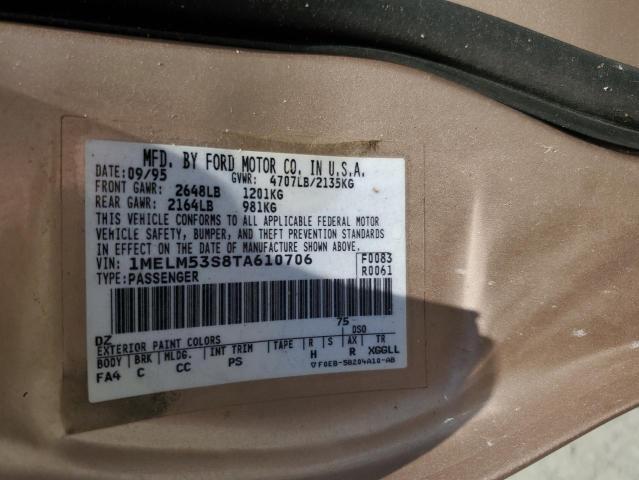 MFD. BY FORD MOTOR CO. IN U.S.A.
DATE: 09/95 GVWR: 4707LB/2135KG
FRONT GAWR: 2648LB 1201KG
REAR GAWR: 2164LB 981KG
THIS VEHICLE CONFORMS TO ALL APPLICABLE FEDERAL MOTOR
VEHICLE SAFETY, BUMPER, AND THEFT PREVENTION STANDARDS
IN EFFECT ON THE DATE OF MANUFACTURE SHOWN ABOVE.
VIN: 1MELM53S8TA610706 F0083
TYPE: PASSENGER R0061
DZ 75 DSO
EXTERIOR PAINT COLORS
BODY BRK MLDG. INT TRIM TAPE R S AX TR
FA4 C CC PS H R XGGLL
▽F0EB-5B204A10-AB